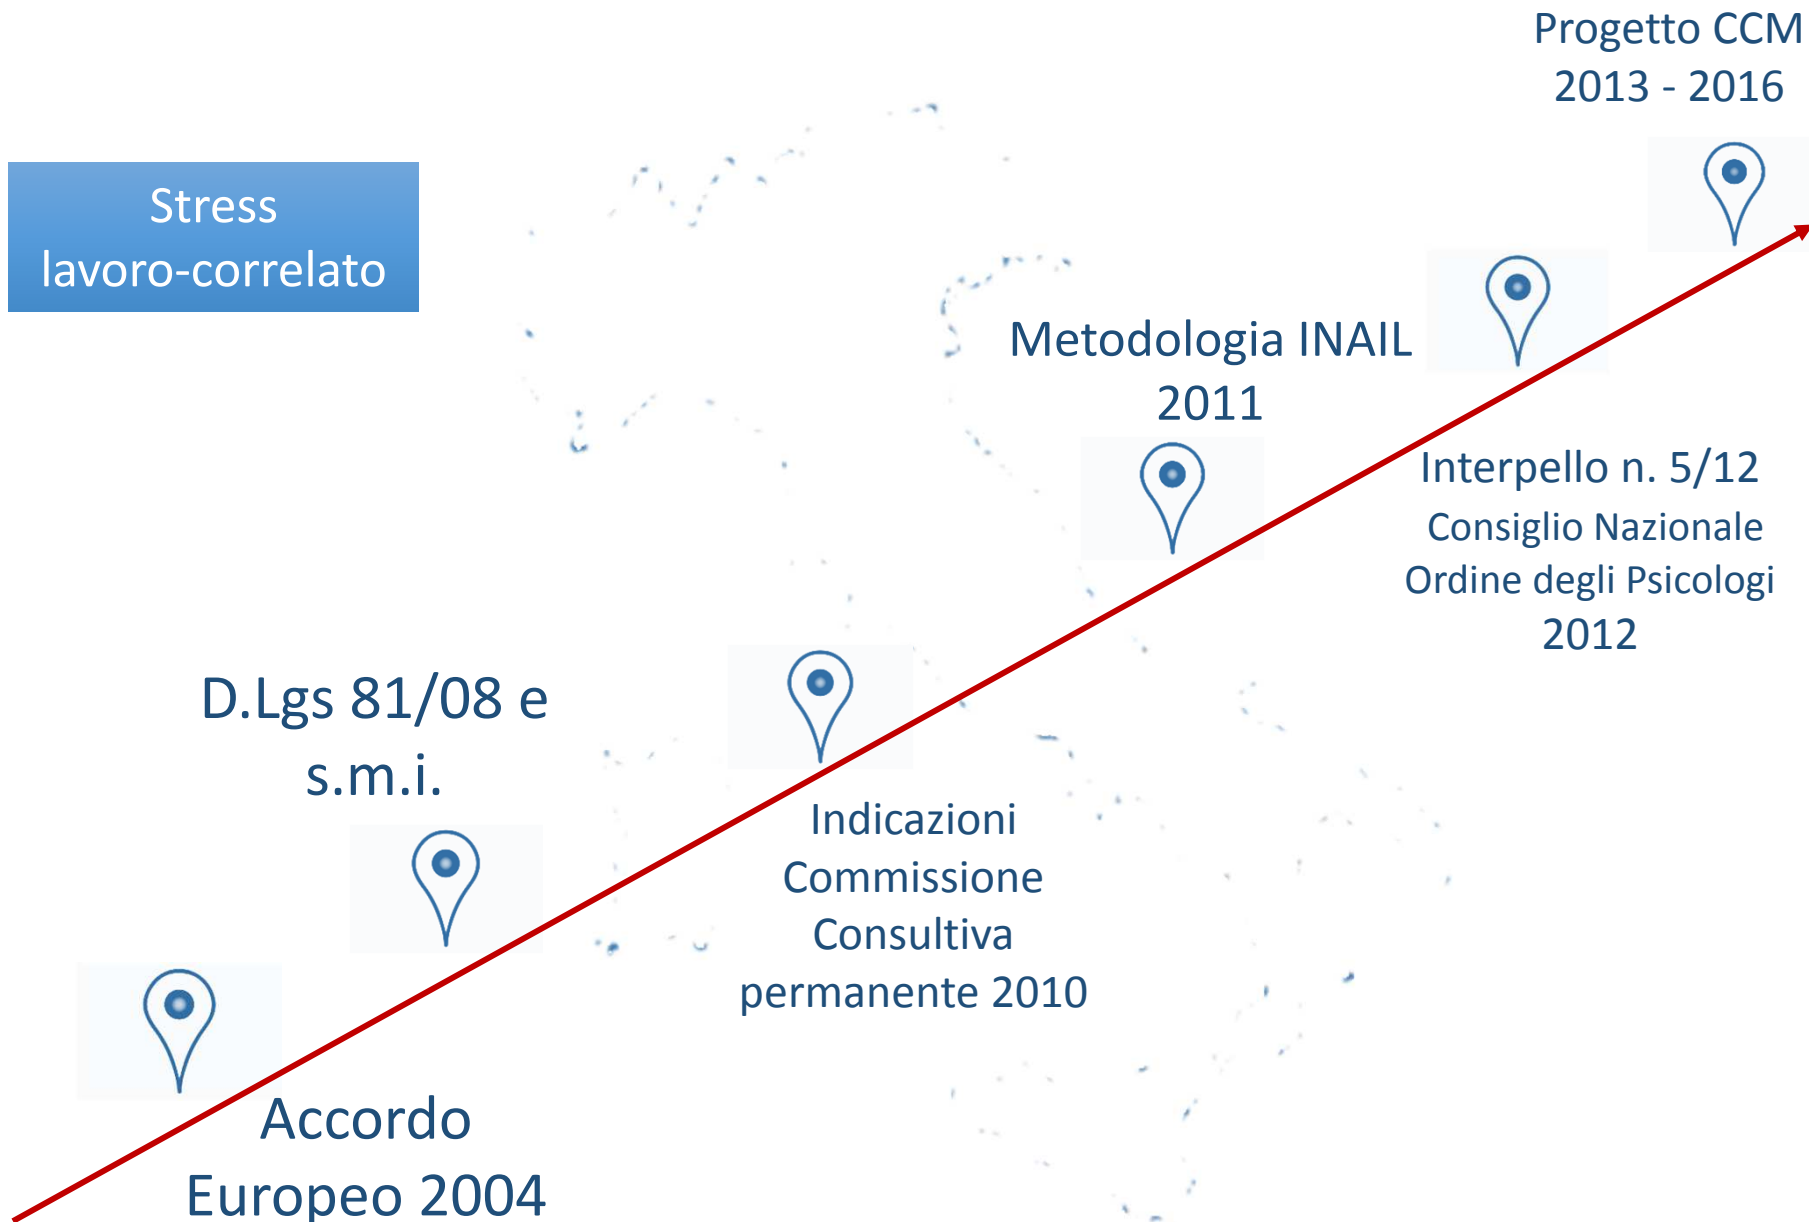 Progetto CCM
2013 - 2016
Stress
lavoro-correlato
Metodologia INAIL
2011
Interpello n. 5/12
Consiglio Nazionale
Ordine degli Psicologi
2012
D.Lgs 81/08 e
s.m.i.
Indicazioni
Commissione
Consultiva
permanente 2010
Accordo
Europeo 2004